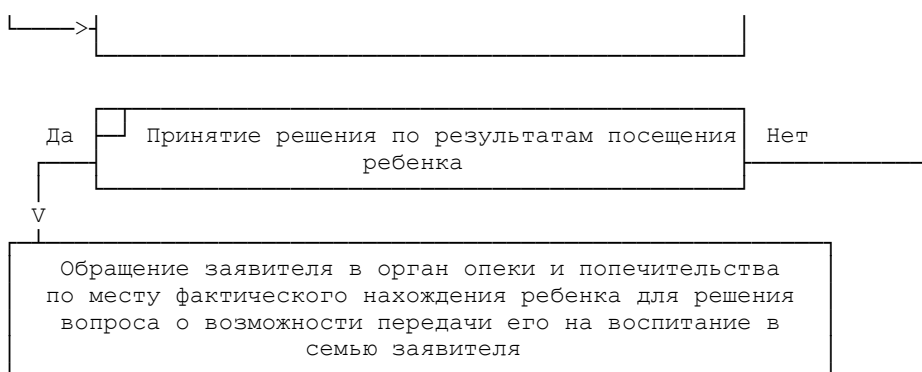 Да Принятие решения по результатам посещения Нет
ребенка
V
Обращение заявителя в орган опеки и попечительства
по месту фактического нахождения ребенка для решения
вопроса о возможности передачи его на воспитание в
семью заявителя